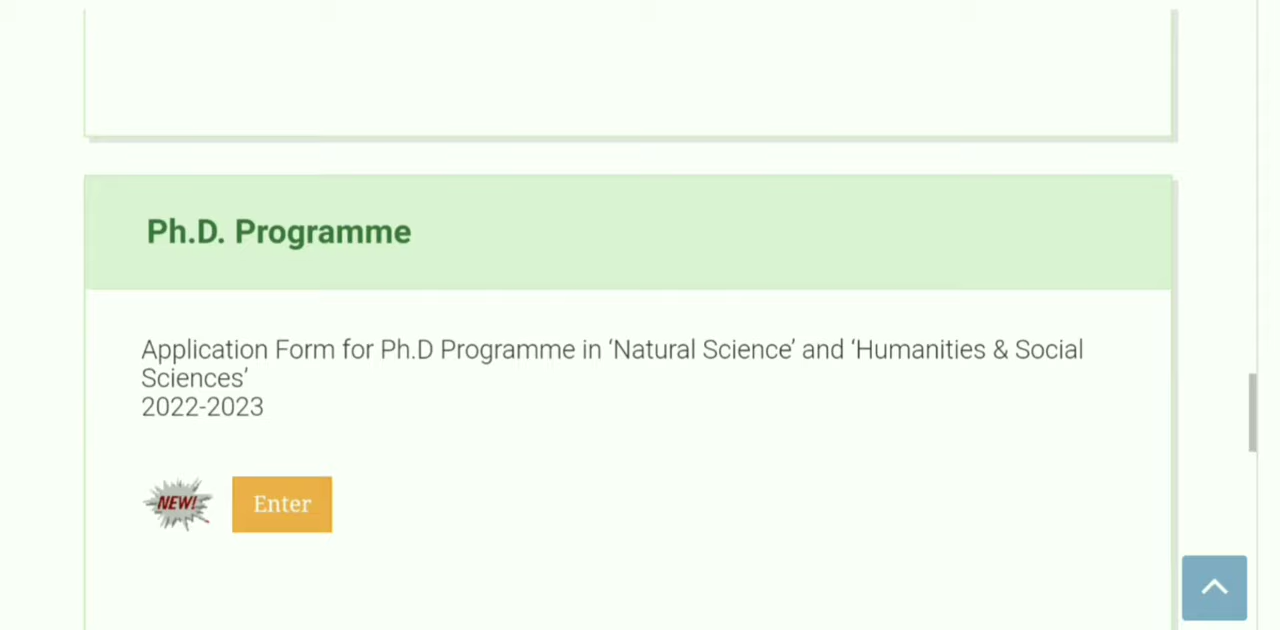 Ph.D. Programme
Application Form for Ph.D Programme in ‘Natural Science’ and ‘Humanities & Social
Sciences’
2022-2023
NEW! Enter